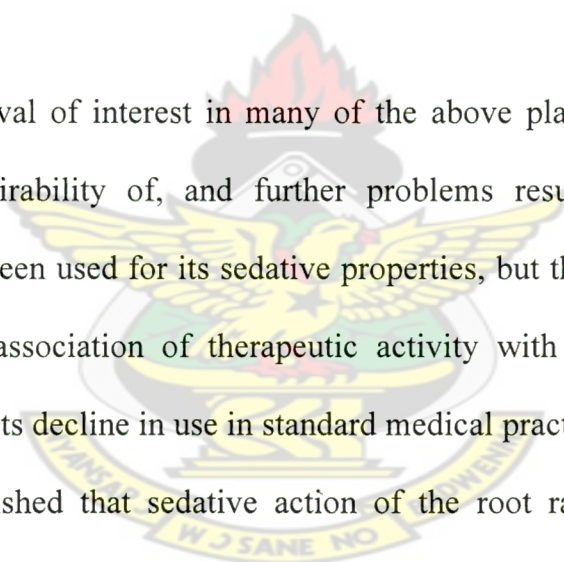 val of interest in many of the above pla
irability of, and further problems resu
een used for its sedative properties, but th
association of therapeutic activity with
ts decline in use in standard medical pract
shed that sedative action of the root ra
W J SANE NO